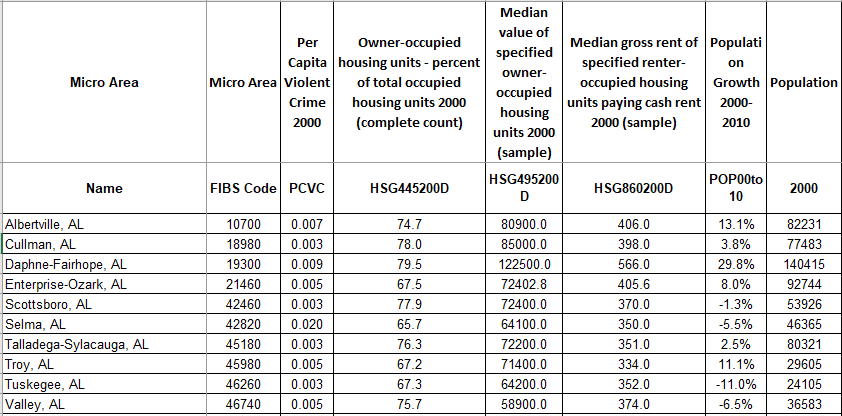 Micro Area Micro Area Per Capita Violent Crime 2000 Owner-occupied housing units - percent of total occupied housing units 2000 (complete count) Median value of specified owner-occupied housing units 2000 (sample) Median gross rent of specified renter-occupied housing units paying cash rent 2000 (sample) Populati on Growth 2000-2010 Population
Name FIBS Code PCVC HSG445200D HSG495200 D HSG860200D POP00to 10 2000
Albertville, AL 10700 0.007 74.7 80900.0 406.0 13.1% 82231
Cullman, AL 18980 0.003 78.0 85000.0 398.0 3.8% 77483
Daphne-Fairhope, AL 19300 0.009 79.5 122500.0 566.0 29.8% 140415
Enterprise-Ozark, AL 21460 0.005 67.5 72402.8 405.6 8.0% 92744
Scottsboro, AL 42460 0.003 77.9 72400.0 370.0 -1.3% 53926
Selma, AL 42820 0.020 65.7 64100.0 350.0 -5.5% 46365
Talladega-Sylacauga, AL 45180 0.003 76.3 72200.0 351.0 2.5% 80321
Troy, AL 45980 0.005 67.2 71400.0 334.0 11.1% 29605
Tuskegee, AL 46260 0.003 67.3 64200.0 352.0 -11.0% 24105
Valley, AL 46740 0.005 75.7 58900.0 374.0 -6.5% 36583